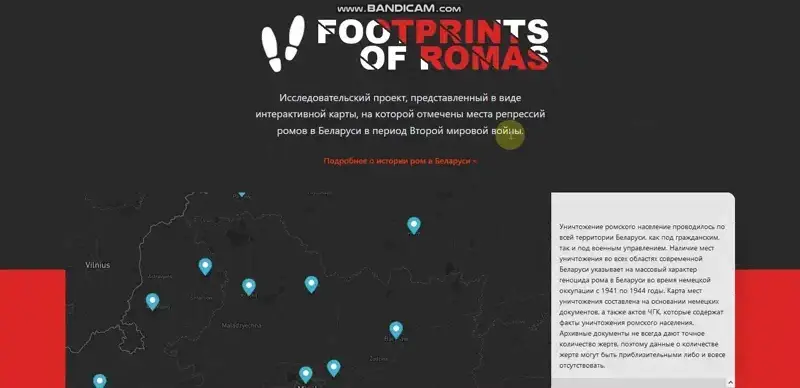 WWW.BANDICAM.COM
FOOTPRINTS
OF ROMAS
Исследовательский проект, представленный в виде
интерактивной карты, на которой отмечены места репрессий
ромов в Беларуси в период Второй мировой войны.
Подробнее о истории ром в Беларуси »
Уничтожение ромского население проводилось по
всей территории Беларуси, как под гражданским,
так и под военным управлением. Наличие мест
уничтожения во всех областях современной
Беларуси указывает на массовый характер
геноцида рома в Беларуси во время немецкой
оккупации с 1941 по 1944 годы. Карта мест
уничтожения составлена на основании немецких
документов, а также актов ЧГК, которые содержат
факты уничтожения ромского населения.
Архивные документы не всегда дают точное
количество жертв, поэтому данные о количестве
жертв могут быть приблизительными либо и вовсе
отсутствовать.
Vilnius
Maladzyechna